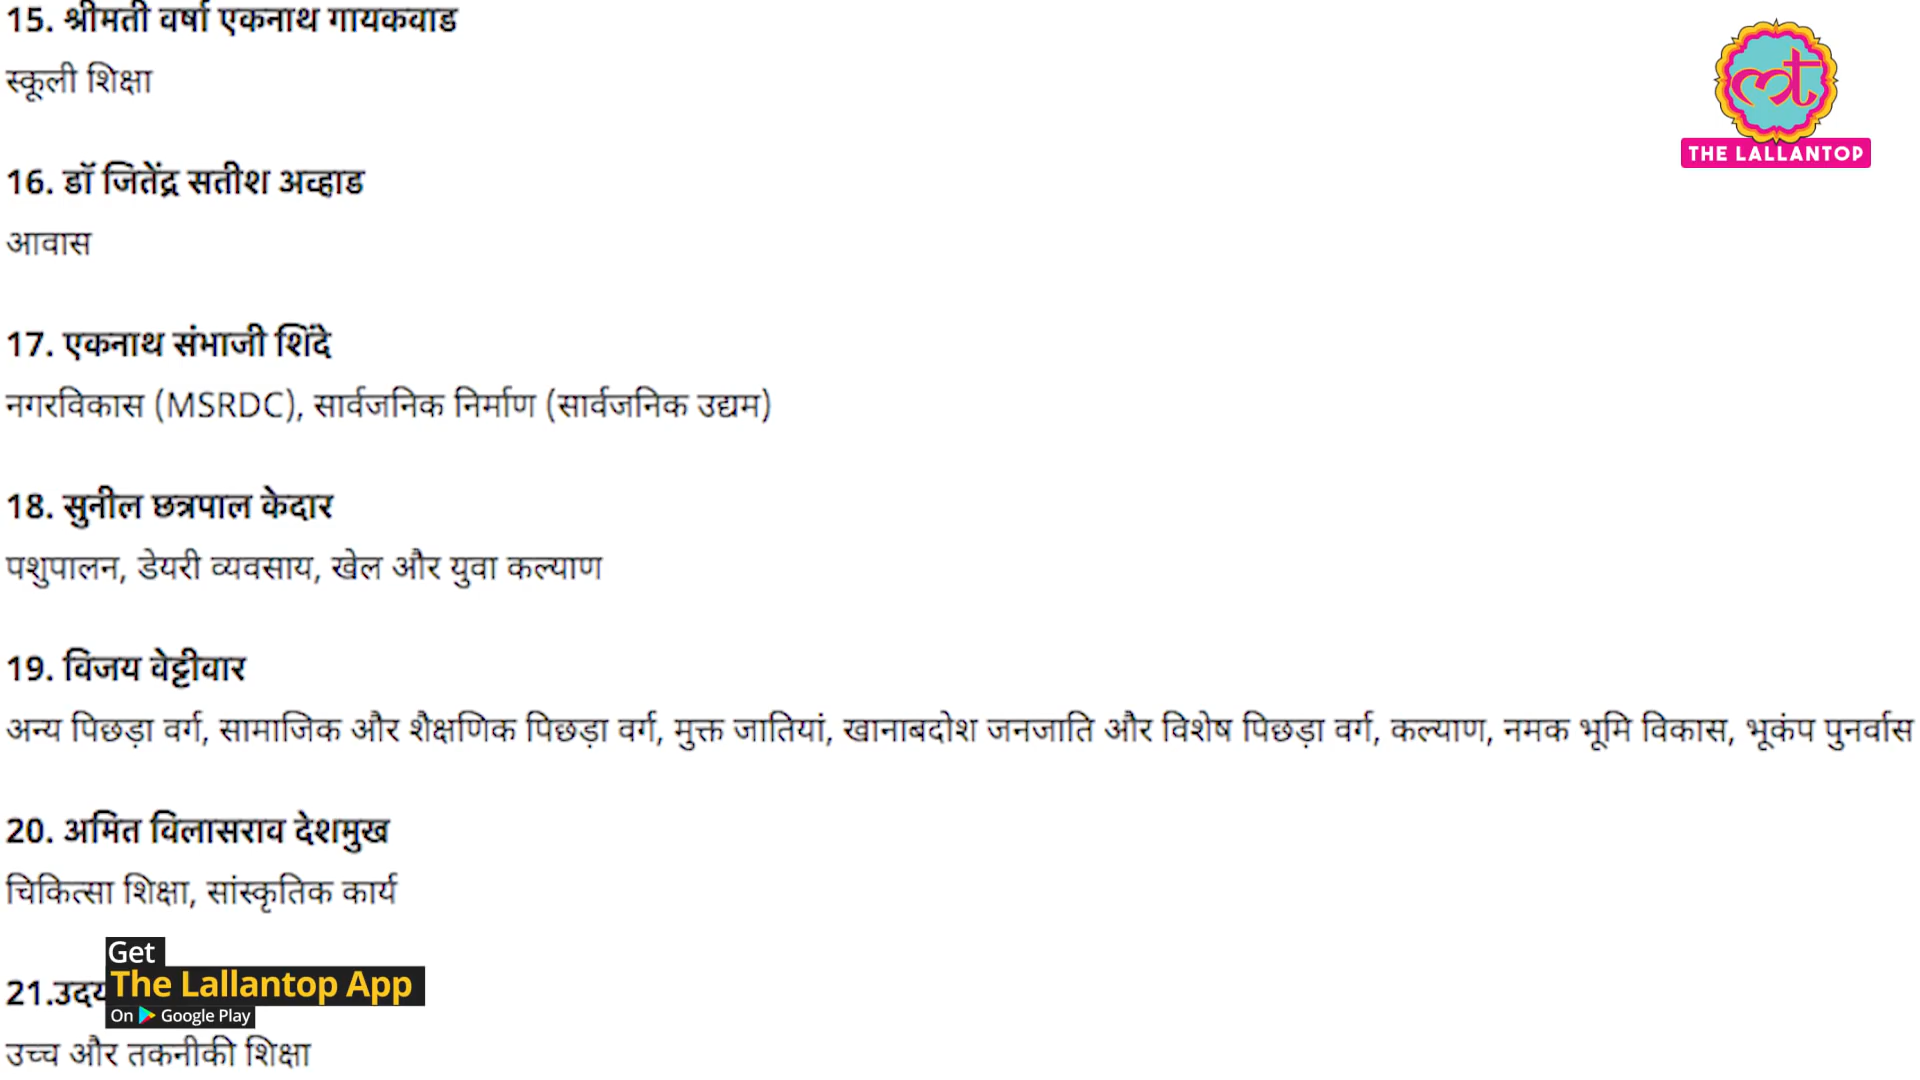 15. श्रीमती वर्षा एकनाथ गायकवाड
स्कूली शिक्षा
THE LALLANTOP
16. डॉ जितेंद्र सतीश अव्हाड
आवास
17. एकनाथ संभाजी शिंदे
नगरविकास (MSRDC), सार्वजनिक निर्माण (सार्वजनिक उद्यम)
18. सुनील छत्रपाल केदार
पशुपालन, डेयरी व्यवसाय, खेल और युवा कल्याण
19. विजय वेट्टीवार
अन्य पिछड़ा वर्ग, सामाजिक और शैक्षणिक पिछड़ा वर्ग, मुक्त जातियां, खानाबदोश जनजाति और विशेष पिछड़ा वर्ग, कल्याण, नमक भूमि विकास, भूकंप पुनर्वास
20. अमित विलासराव देशमुख
चिकित्सा शिक्षा, सांस्कृतिक कार्य
21.उदय
Get
The Lallantop App
On Google Play
उच्च और तकनीकी शिक्षा